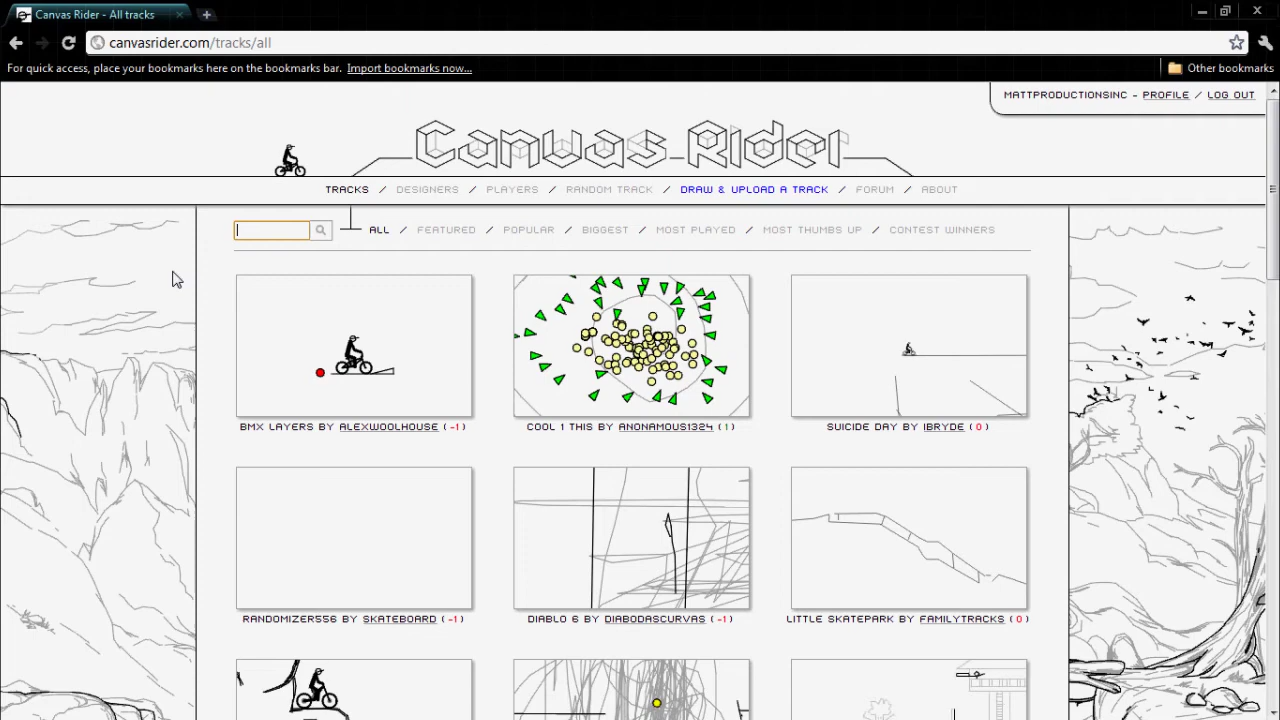 Canvas Rider - All tracks
canvasrider.com/tracks/all
For quick access, place your bookmarks here on the bookmarks bar. Import bookmarks now...
Other bookmarks
MATTPRODUCTIONSINC - PROFILE / LOG OUT
Canvas Rider
TRACKS / DESIGNERS / PLAYERS / RANDOM TRACK / DRAW & UPLOAD A TRACK / FORUM / ABOUT
ALL / FEATURED / POPULAR / BIGGEST / MOST PLAYED / MOST THUMBS UP / CONTEST WINNERS
BMX LAYERS BY ALEXWOOLHOUSE (-1)
COOL 1 THIS BY ANONAMOUS1324 (1)
SUICIDE DAY BY IBRYDE (0)
RANDOMIZER556 BY SKATEBOARD (-1)
DIABLO 6 BY DIABODASCURVAS (-1)
LITTLE SKATEPARK BY FAMILYTRACKS (0)